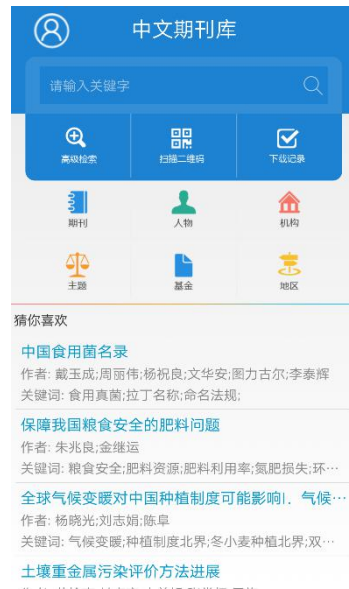 中文期刊库
请输入关键字
高级检索 扫描二维码 下载记录
期刊 人物 机构
主题 基金 地区
猜你喜欢
中国食用菌名录
作者: 戴玉成;周丽伟;杨祝良;文华安;图力古尔;李泰辉
关键词: 食用真菌;拉丁名称;命名法规;
保障我国粮食安全的肥料问题
作者: 朱兆良;金继运
关键词: 粮食安全;肥料资源;肥料利用率;氮肥损失;环…
全球气候变暖对中国种植制度可能影响Ⅰ. 气候…
作者: 杨晓光;刘志娟;陈阜
关键词: 气候变暖;种植制度北界;冬小麦种植北界;双…
土壤重金属污染评价方法进展